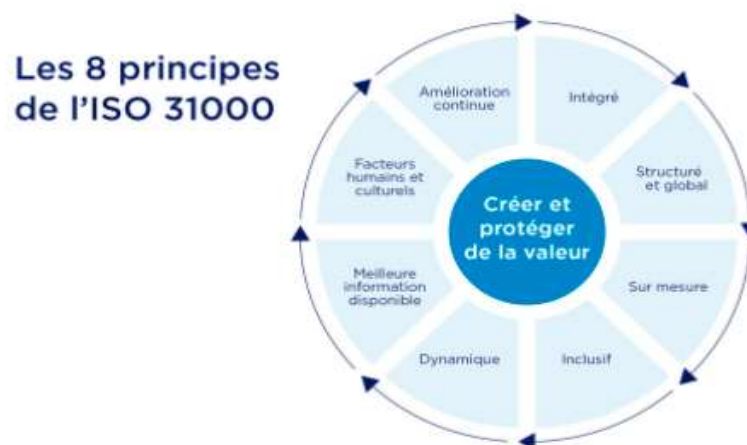 Les 8 principes
de l'ISO 31000
Amélioration
continue
Intégré
Structuré
et global
Sur mesure
Inclusif
Dynamique
Meilleure
information
disponible
Facteurs
humains et
culturels
Créer et
protéger
de la valeur